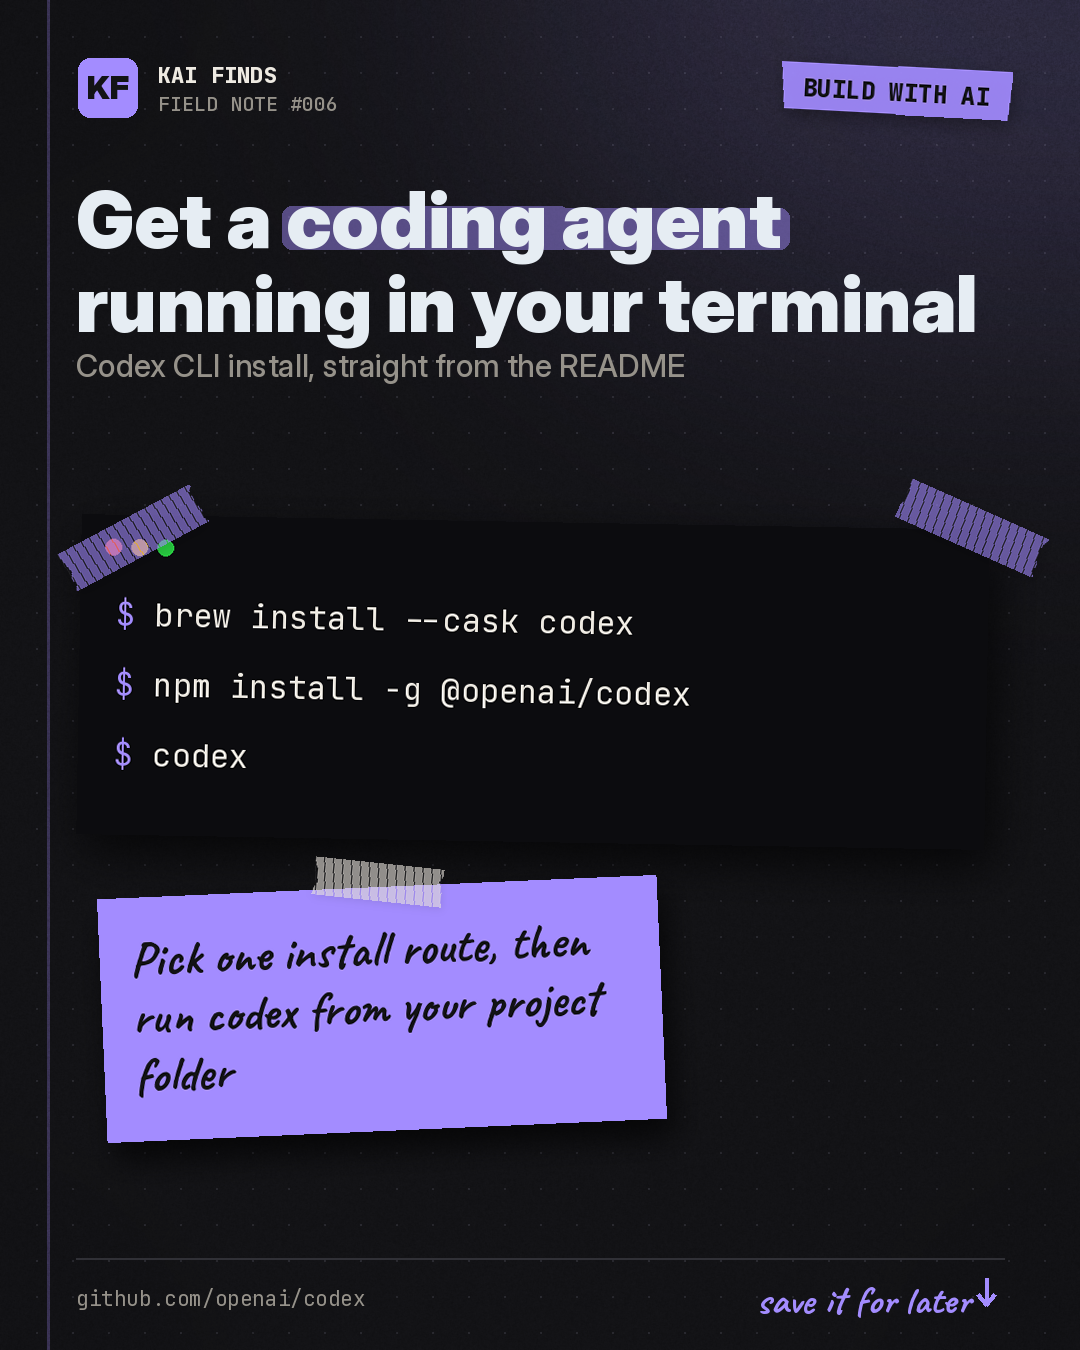 KF
KAI FINDS
FIELD NOTE #006
BUILD WITH AI
Get a coding agent
running in your terminal
Codex CLI install, straight from the README
$ brew install --cask codex
$ npm install -g @openai/codex
$ codex
Pick one install route, then
run codex from your project
folder
github.com/openai/codex
save it for later↓